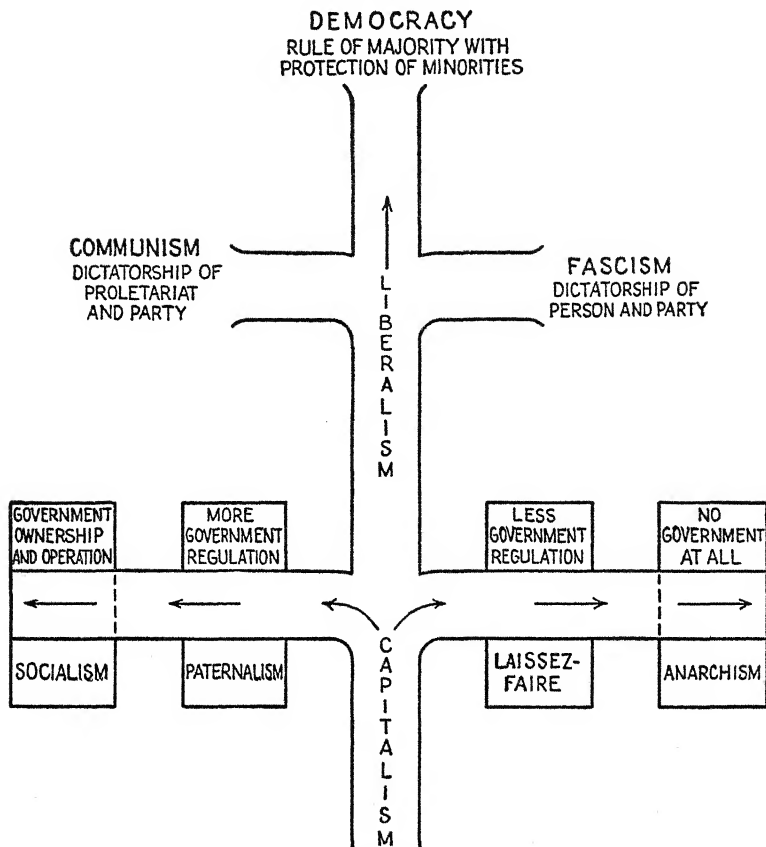 DEMOCRACY
RULE OF MAJORITY WITH
PROTECTION OF MINORITIES
COMMUNISM
DICTATORSHIP OF
PROLETARIAT
AND PARTY
FASCISM
DICTATORSHIP OF
PERSON AND PARTY
LIBERALISM
GOVERNMENT
OWNERSHIP
AND OPERATION
MORE
GOVERNMENT
REGULATION
LESS
GOVERNMENT
REGULATION
NO
GOVERNMENT
AT ALL
SOCIALISM
PATERNALISM
CAPITALISM
LAISSEZ-
FAIRE
ANARCHISM